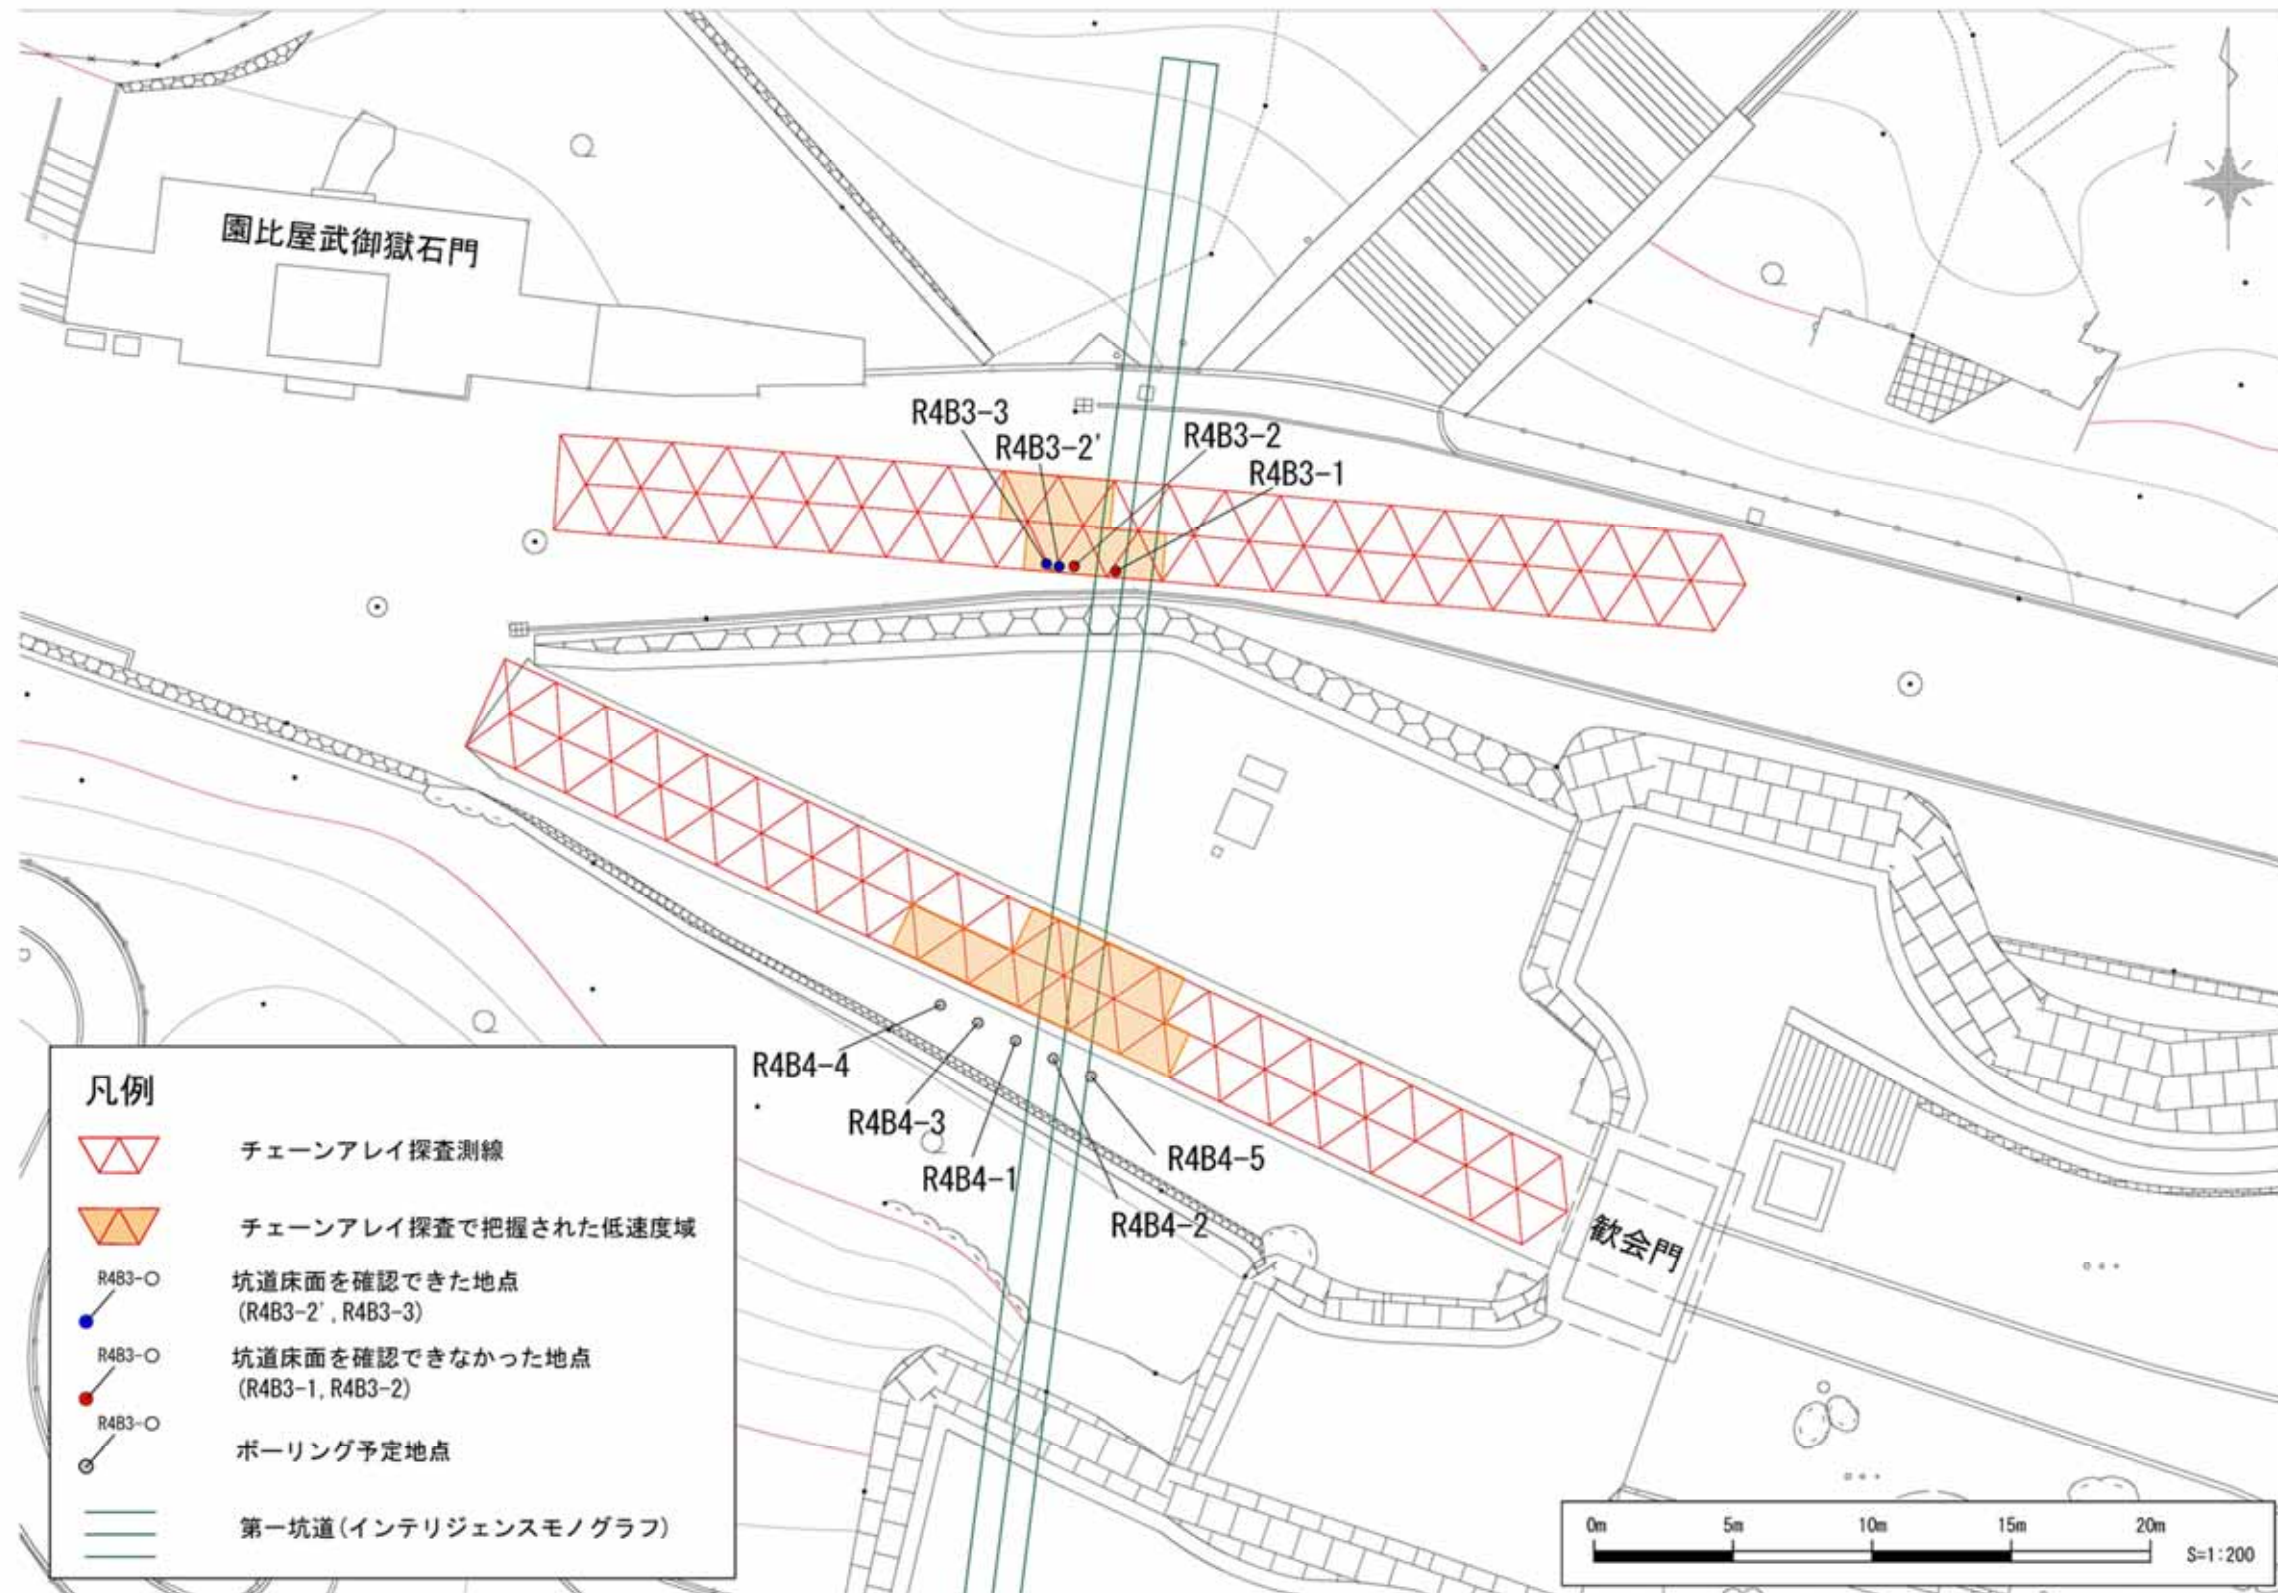 園比屋武御獄石門
R4B3-3
R4B3-2'
R4B3-2
R4B3-1
R4B4-4
R4B4-3
R4B4-1
R4B4-5
R4B4-2
歓会門
凡例
チェーンアレイ探査測線
チェーンアレイ探査で把握された低速度域
R4B3-○
坑道床面を確認できた地点
(R4B3-2', R4B3-3)
R4B3-○
坑道床面を確認できなかった地点
(R4B3-1, R4B3-2)
R4B3-○
ボーリング予定地点
第一坑道(インテリジェンスモノグラフ)
0m 5m 10m 15m 20m
S=1:200